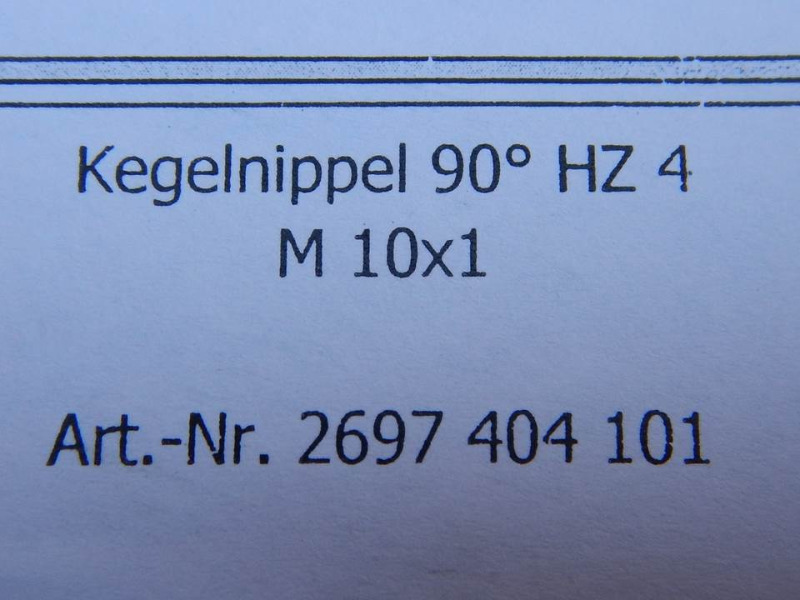 Kegelnippel 90° HZ 4
M 10x1
Art.-Nr. 2697 404 101